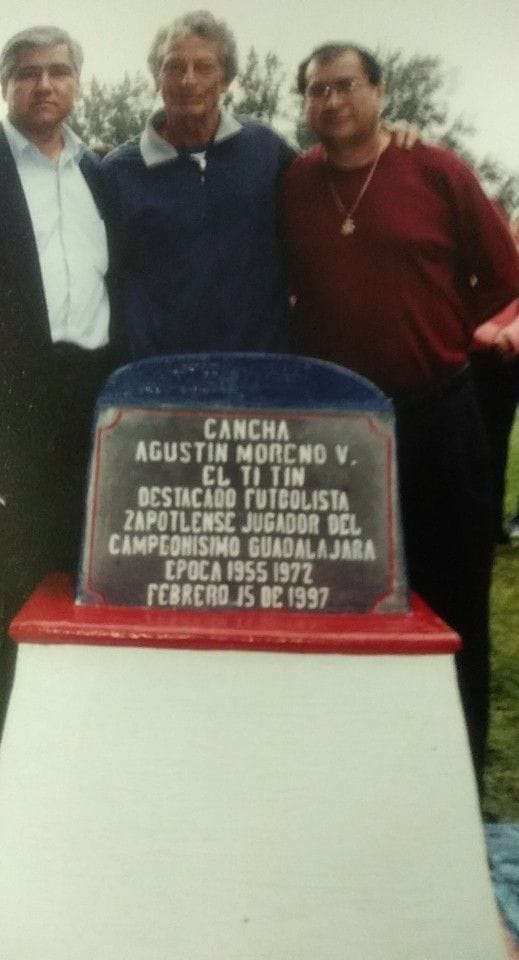 CANCHA
AGUSTIN MORENO V.
EL TI TIN
DESTACADO FUTBOLISTA
ZAPOTLENSE JUGADOR DEL
CAMPEONISIMO GUADALAJARA
EPOCA 1955 1972
FEBRERO 15 DE 1997